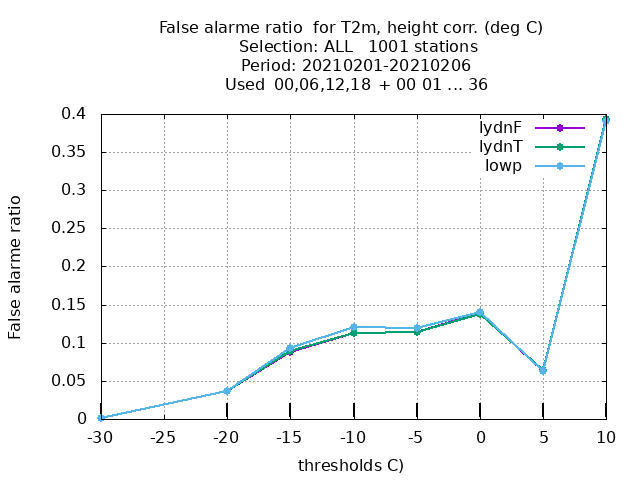 False alarme ratio  for T2m, height corr. (deg C)
Selection: ALL   1001 stations
Period: 20210201-20210206
Used  00,06,12,18 + 00 01 ... 36
lydnF
lydnT
lowp
False alarme ratio
0.4
0.35
0.3
0.25
0.2
0.15
0.1
0.05
0
-30 -25 -20 -15 -10 -5 0 5 10
thresholds C)